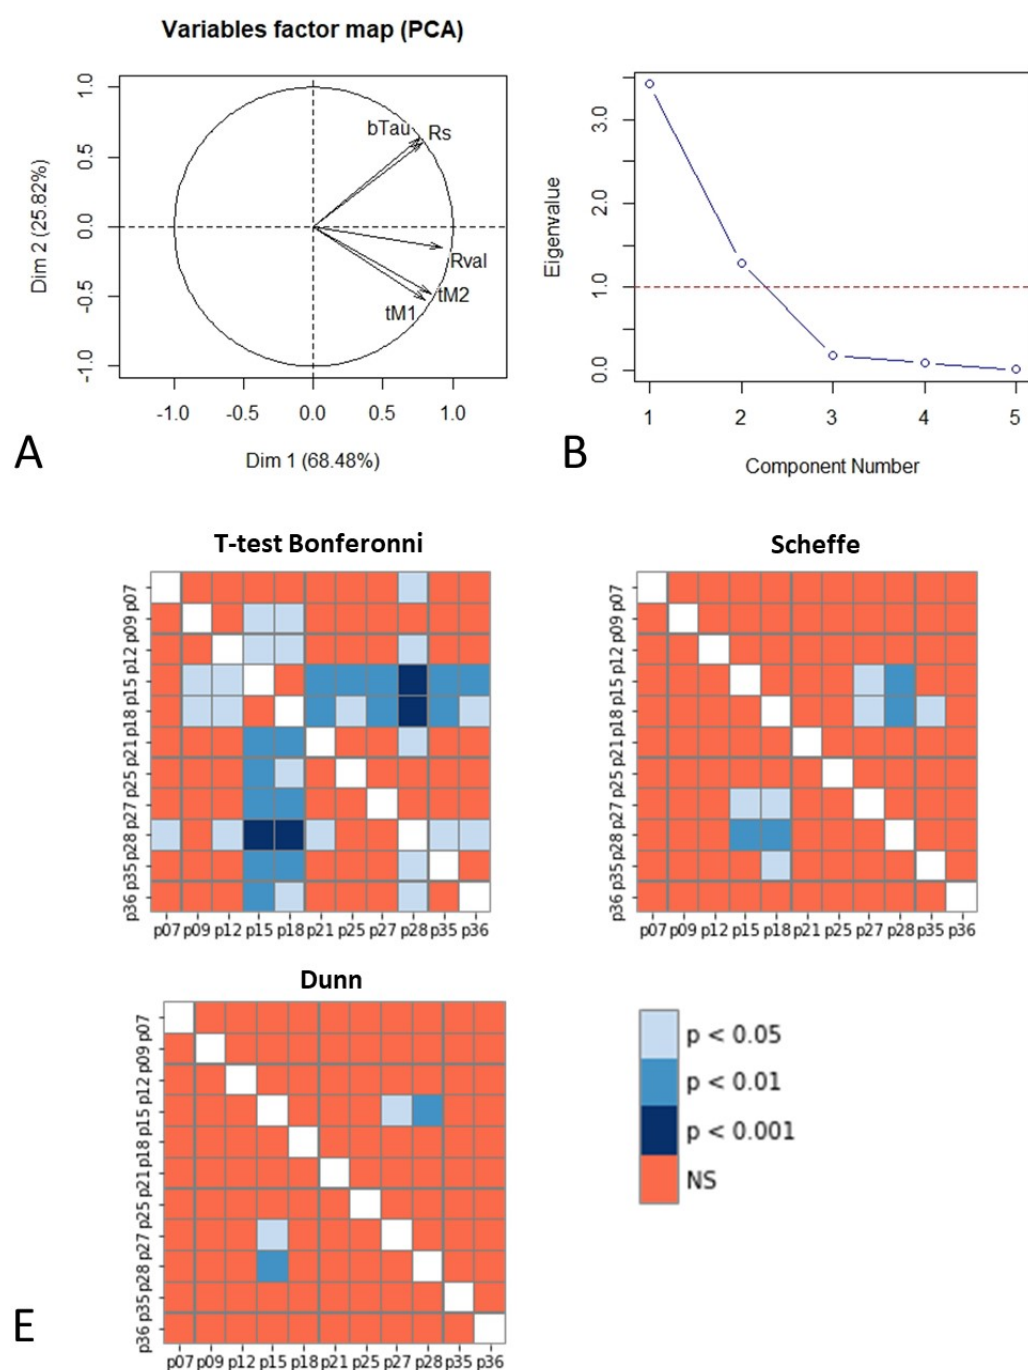 Variables factor map (PCA)
Dim 2 (25.82%)
1.0
0.5
0.0
-0.5
-1.0
bTau
Rs
Rval
tM2
tM1
-1.0 -0.5 0.0 0.5 1.0
Dim 1 (68.48%)
A
Eigenvalue
3.0
2.0
1.0
0.0
1 2 3 4 5
Component Number
B
T-test Bonferonni
p07
p09
p12
p15
p18
p21
p25
p27
p28
p35
p36
p07 p09 p12 p15 p18 p21 p25 p27 p28 p35 p36
Scheffe
p07
p09
p12
p15
p18
p21
p25
p27
p28
p35
p36
p07 p09 p12 p15 p18 p21 p25 p27 p28 p35 p36
Dunn
p07
p09
p12
p15
p18
p21
p25
p27
p28
p35
p36
p07 p09 p12 p15 p18 p21 p25 p27 p28 p35 p36
E
p < 0.05
p < 0.01
p < 0.001
NS